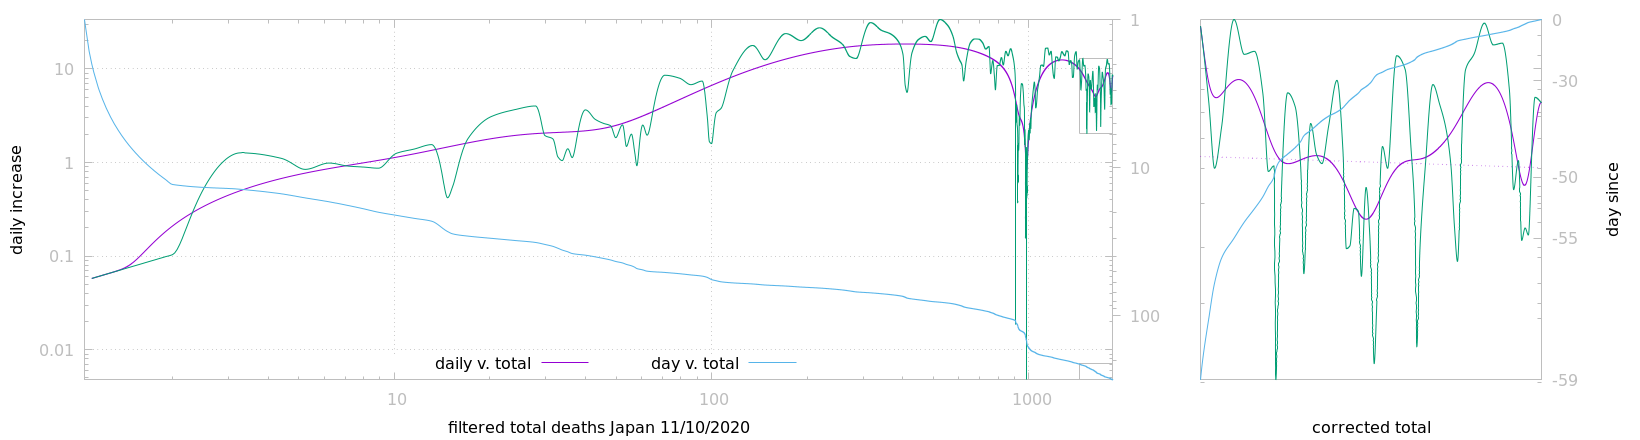 10
1
0.1
0.01
daily increase
daily v. total
day v. total
10
100
1000
filtered total deaths Japan 11/10/2020
1
10
100
0
-30
-50
-55
-59
day since
corrected total